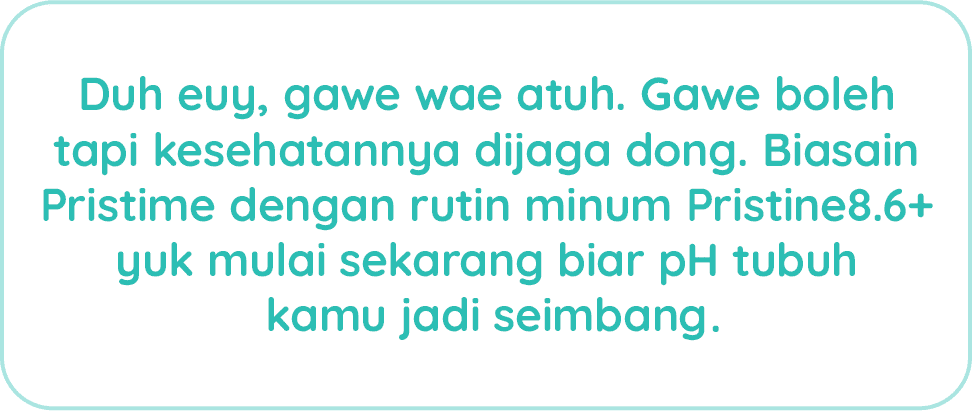 Duh euy, gawe wae atuh. Gawe boleh
tapi kesehatannya dijaga dong. Biasain
Pristime dengan rutin minum Pristine8.6+
yuk mulai sekarang biar pH tubuh
kamu jadi seimbang.